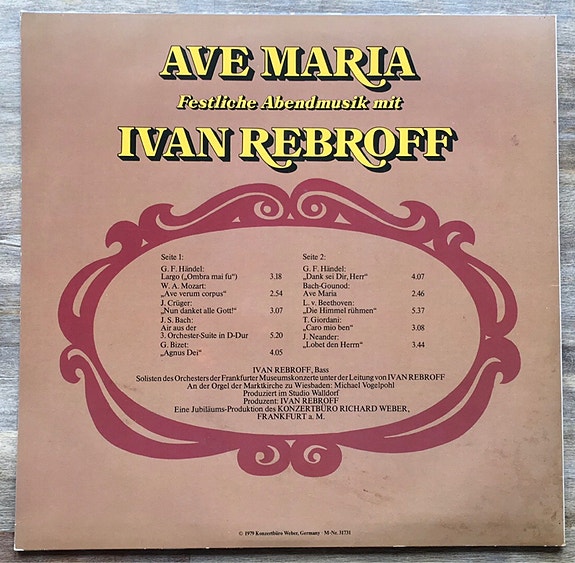 AVE MARIA
Festliche Abendmusik mit
IVAN REBROFF
Seite 1:
G. F. Händel:
Largo („Ombra mai fu“) 3.18
W. A. Mozart:
„Ave verum corpus“ 2.54
J. Crüger:
„Nun danket alle Gott!“ 3.07
J. S. Bach:
Air aus der
3. Orchester-Suite in D-Dur 5.20
G. Bizet:
„Agnus Dei“ 4.05
Seite 2:
G. F. Händel:
„Dank sei Dir, Herr“ 4.07
Bach-Gounod:
Ave Maria 2.46
L. v. Beethoven:
„Die Himmel rühmen“ 5.37
T. Giordani:
„Caro mio ben“ 3.08
J. Neander:
„Lobet den Herrn“ 3.44
IVAN REBROFF, Bass
Solisten des Orchesters der Frankfurter Museumskonzerte unter der Leitung von IVAN REBROFF
An der Orgel der Marktkirche zu Wiesbaden: Michael Vogelpohl
Produziert im Studio Walldorf
Produzent: IVAN REBROFF
Eine Jubiläums-Produktion des KONZERTBÜRO RICHARD WEBER,
FRANKFURT a. M.
© 1979 Konzertbüro Weber, Germany · M-Nr. 31731